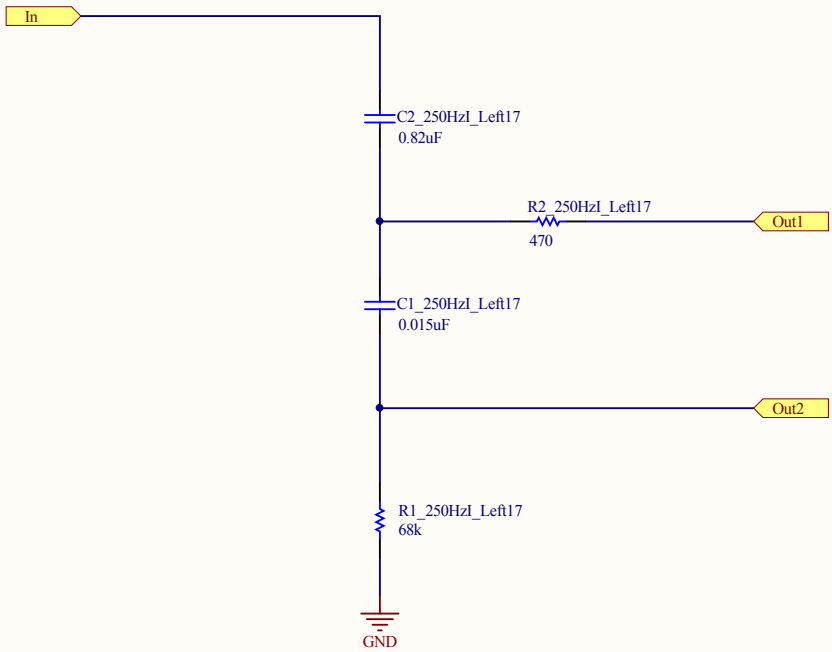 In
C2_250HzI_Left17
0.82uF
R2_250HzI_Left17
470
Out1
C1_250HzI_Left17
0.015uF
Out2
R1_250HzI_Left17
68k
GND